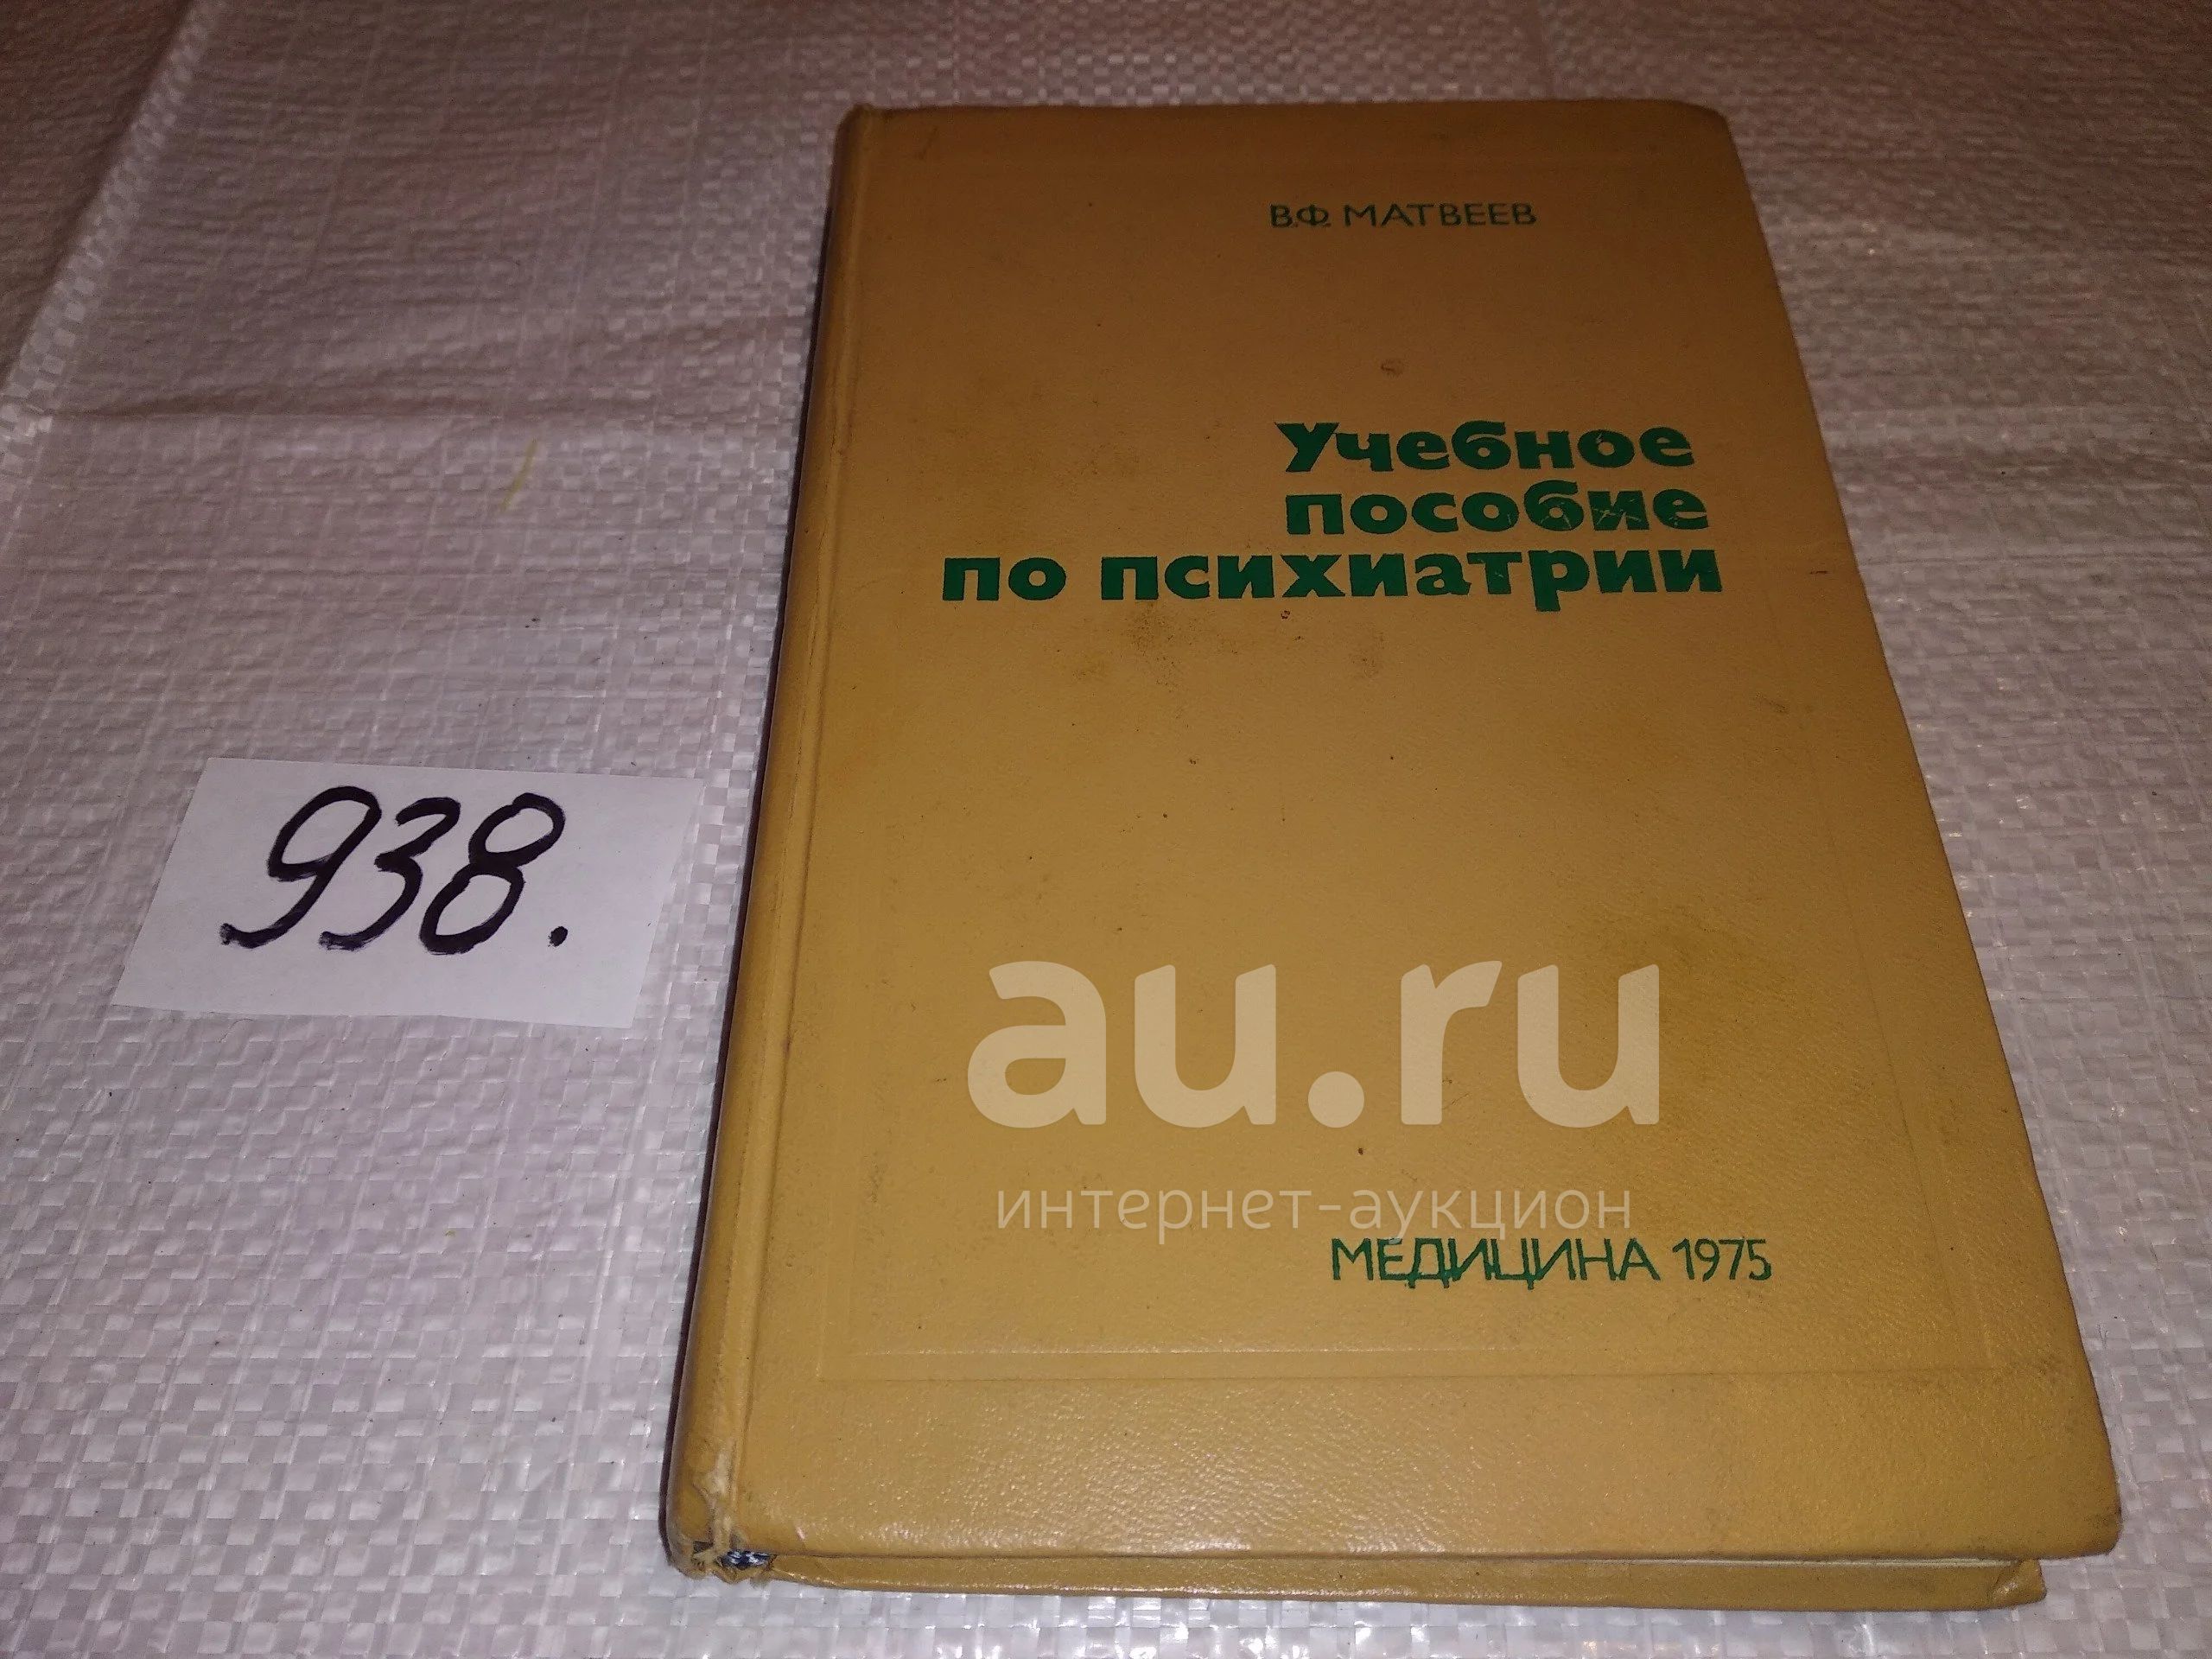 В.Ф. МАТВЕЕВ
Учебное
пособие
по психиатрии
938.
au.ru
интернет-аукцион
МЕДИЦИНА 1975